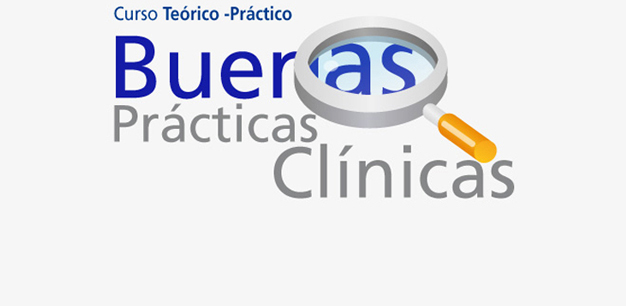 Curso Teórico -Práctico
Buenas
Prácticas
Clínicas